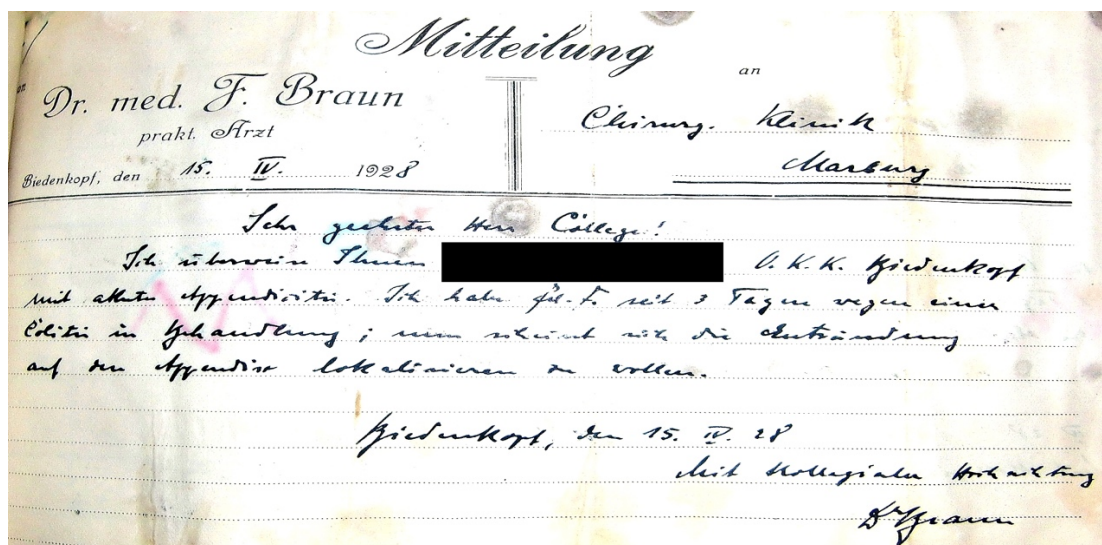 Mitteilung
an
Dr. med. F. Braun
prakt. Arzt
Chirurg. Klinik
Marburg
Biedenkopf, den 15. IV. 1928
Sehr geehrter Herr College!
Ich überweise Ihnen O.K.K. Biedenkopf
mit akuter Appendicitis. Ich habe Frl. F. seit 3 Tagen wegen einer
Colitis in Behandlung; nun scheint sich die Entzündung
auf den Appendix lokalisieren zu wollen.
Biedenkopf, den 15. IV. 28
Mit kollegialer Hochachtung
Dr Braun